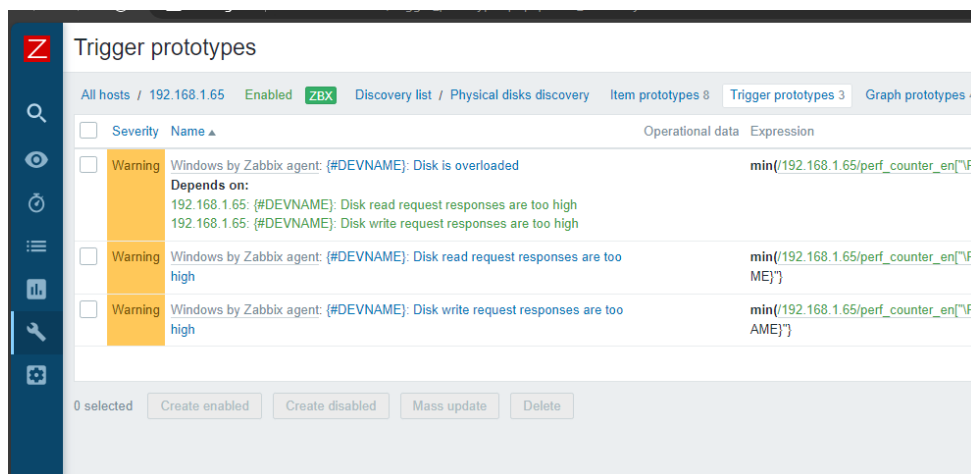 Z
Trigger prototypes
All hosts / 192.168.1.65 Enabled ZBX Discovery list / Physical disks discovery Item prototypes 8 Trigger prototypes 3 Graph prototypes
Severity Name Operational data Expression
Warning Windows by Zabbix agent: {#DEVNAME}: Disk is overloaded min(/192.168.1.65/perf_counter_en["\
Depends on:
192.168.1.65: {#DEVNAME}: Disk read request responses are too high
192.168.1.65: {#DEVNAME}: Disk write request responses are too high
Warning Windows by Zabbix agent: {#DEVNAME}: Disk read request responses are too min(/192.168.1.65/perf_counter_en["\
high ME}"}
Warning Windows by Zabbix agent: {#DEVNAME}: Disk write request responses are too min(/192.168.1.65/perf_counter_en["\
high AME}"}
0 selected Create enabled Create disabled Mass update Delete